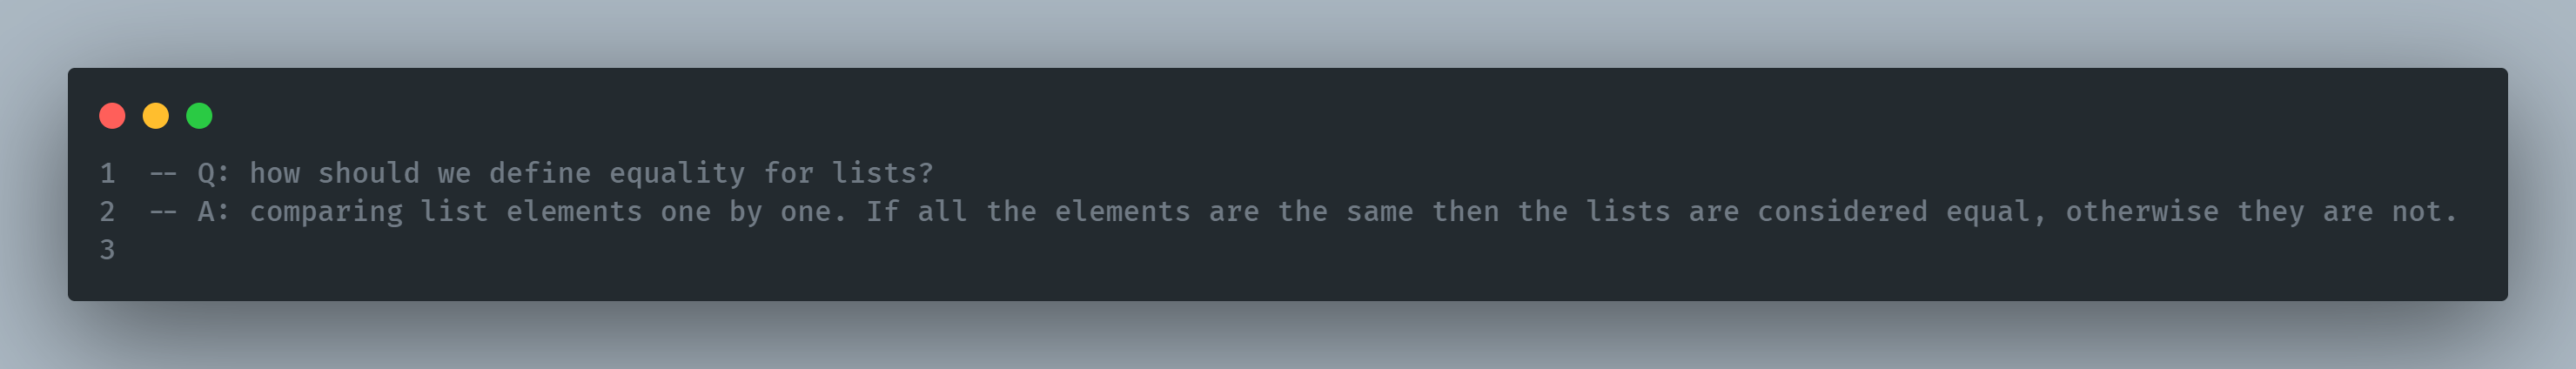 1 -- Q: how should we define equality for lists?
2 -- A: comparing list elements one by one. If all the elements are the same then the lists are considered equal, otherwise they are not.
3